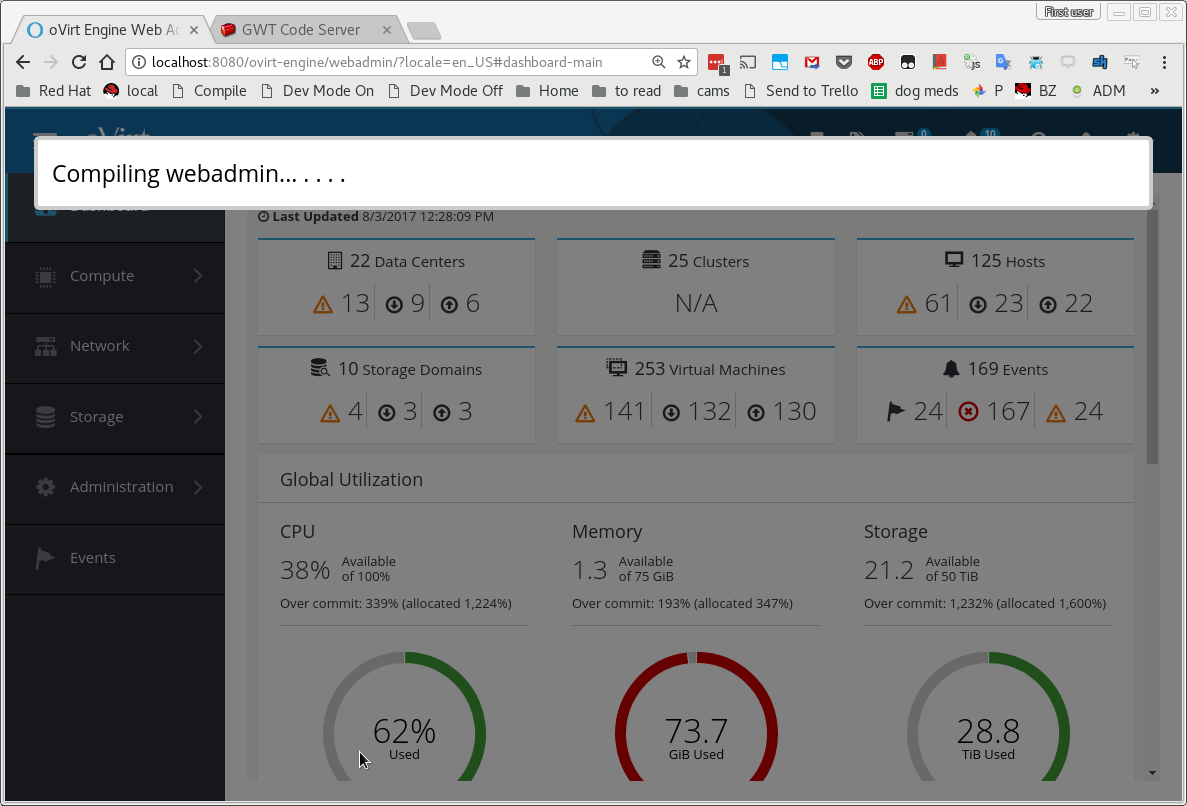 First user
oVirt Engine Web Ac
GWT Code Server
localhost:8080/ovirt-engine/webadmin/?locale=en_US#dashboard-main
1
ABP
Red Hat local Compile Dev Mode On Dev Mode Off Home to read cams Send to Trello dog meds P BZ ADM »
oVirt
0 10
Compiling webadmin... . . . .
Dashboard
Compute
Network
Storage
Administration
Events
Last Updated 8/3/2017 12:28:09 PM
22 Data Centers
13 9 6
25 Clusters
N/A
125 Hosts
61 23 22
10 Storage Domains
4 3 3
253 Virtual Machines
141 132 130
169 Events
24 167 24
Global Utilization
CPU
38% Available
of 100%
Over commit: 339% (allocated 1,224%)
62%
Used
Memory
1.3 Available
of 75 GiB
Over commit: 193% (allocated 347%)
73.7
GiB Used
Storage
21.2 Available
of 50 TiB
Over commit: 1,232% (allocated 1,600%)
28.8
TiB Used